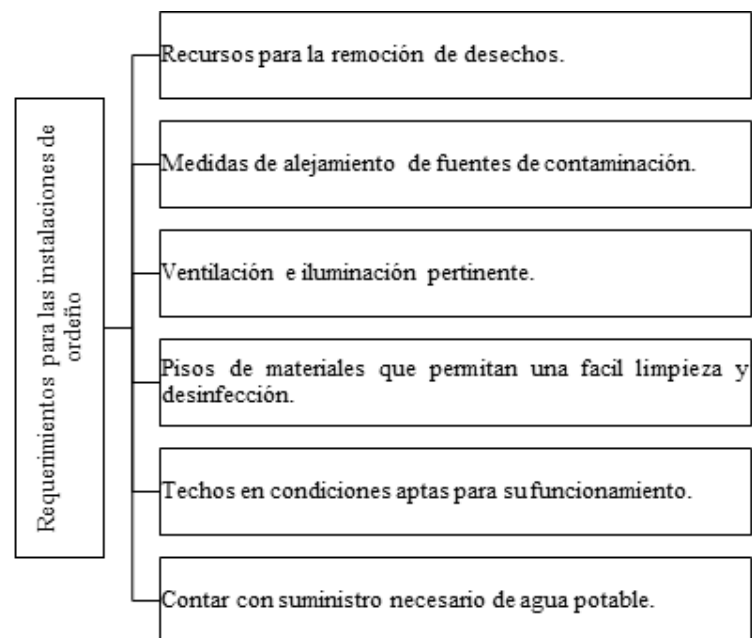 Requerimientos para las instalaciones de
ordeño
Recursos para la remoción de desechos.
Medidas de alejamiento de fuentes de contaminación.
Ventilación e iluminación pertinente.
Pisos de materiales que permitan una facil limpieza y
desinfección.
Techos en condiciones aptas para su funcionamiento.
Contar con suministro necesario de agua potable.